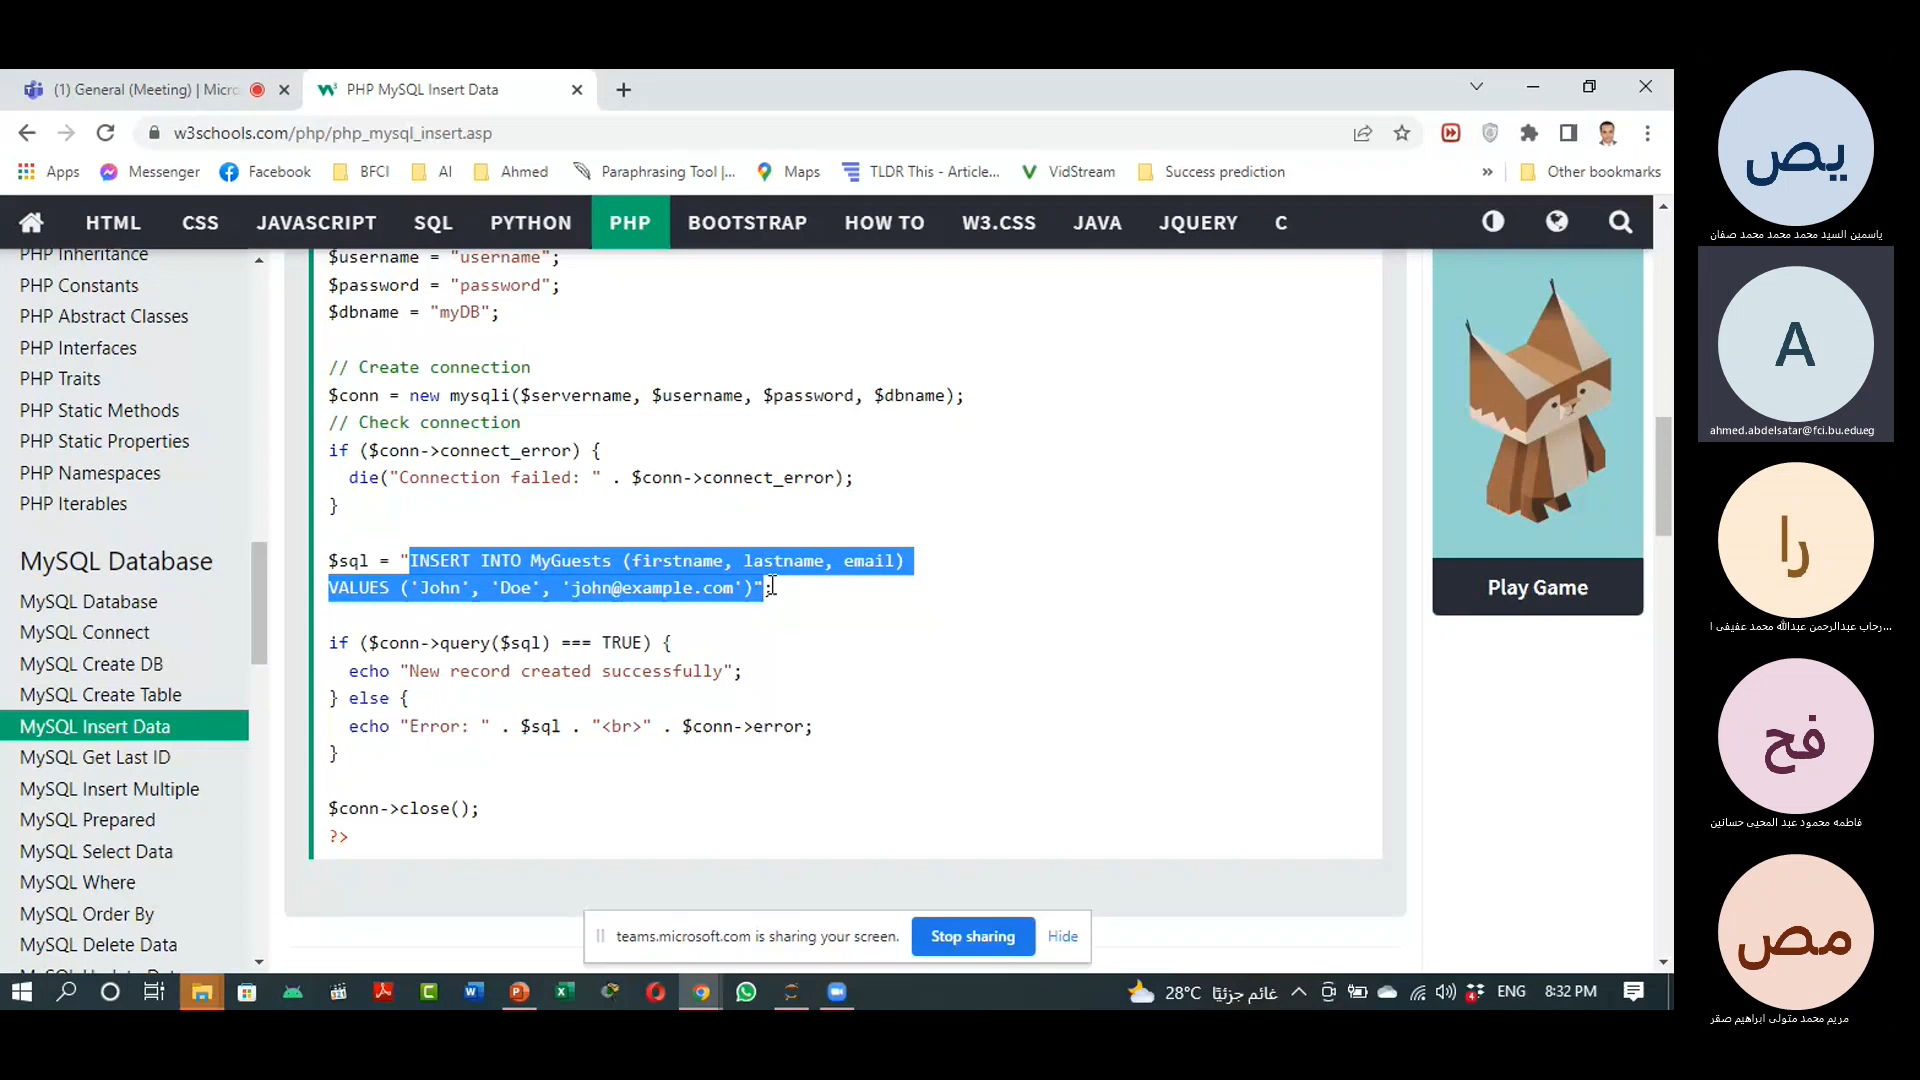 (1) General (Meeting) | Micro
PHP MySQL Insert Data
w3schools.com/php/php_mysql_insert.asp
Apps
Messenger
Facebook
BFCI
AI
Ahmed
Paraphrasing Tool |...
Maps
TLDR This - Article...
VidStream
Success prediction
»
Other bookmarks
HTML
CSS
JAVASCRIPT
SQL
PYTHON
PHP
BOOTSTRAP
HOW TO
W3.CSS
JAVA
JQUERY
C
PHP Inheritance
PHP Constants
PHP Abstract Classes
PHP Interfaces
PHP Traits
PHP Static Methods
PHP Static Properties
PHP Namespaces
PHP Iterables
MySQL Database
MySQL Database
MySQL Connect
MySQL Create DB
MySQL Create Table
MySQL Insert Data
MySQL Get Last ID
MySQL Insert Multiple
MySQL Prepared
MySQL Select Data
MySQL Where
MySQL Order By
MySQL Delete Data
$username = "username";
$password = "password";
$dbname = "myDB";
// Create connection
$conn = new mysqli($servername, $username, $password, $dbname);
// Check connection
if ($conn->connect_error) {
die("Connection failed: " . $conn->connect_error);
}
$sql = "INSERT INTO MyGuests (firstname, lastname, email)
VALUES ('John', 'Doe', 'john@example.com')";
if ($conn->query($sql) === TRUE) {
echo "New record created successfully";
} else {
echo "Error: " . $sql . "<br>" . $conn->error;
}
$conn->close();
?>
Play Game
teams.microsoft.com is sharing your screen.
Stop sharing
Hide
28°C
غائم جزئيًا
4
ENG
8:32 PM
يص
ياسمين السيد محمد محمد محمد صفان
A
ahmed.abdelsatar@fci.bu.edu.eg
را
رحاب عبدالرحمن عبدالله محمد عفيفى ا...
فح
فاطمه محمود عبد المحيى حسانين
مص
مريم محمد متولى ابراهيم صقر